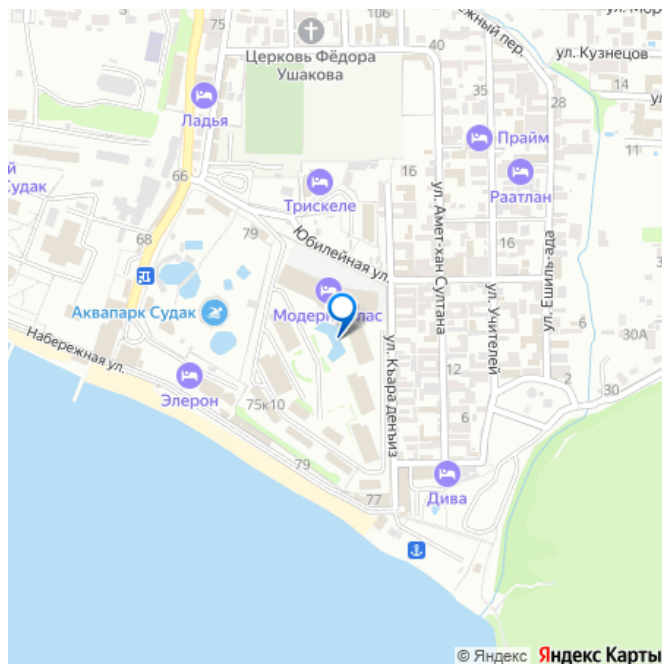 75
106
ул. Кузнецов
Церковь Фёдора
Ушакова
40
35
14
28
Ладья
Прайм
11
Судак
66
16
Раатлан
Трискеле
68
79
Юбилейная ул.
ул. Амет-хан Султана
16
ул. Учителей
ул. Ешиль-ада
Аквапарк Судак
ул. Къара денъиз
30А
Набережная ул.
12
2
30
Элерон
75к10
6
6
79
77
Дива
© Яндекс Яндекс Карты